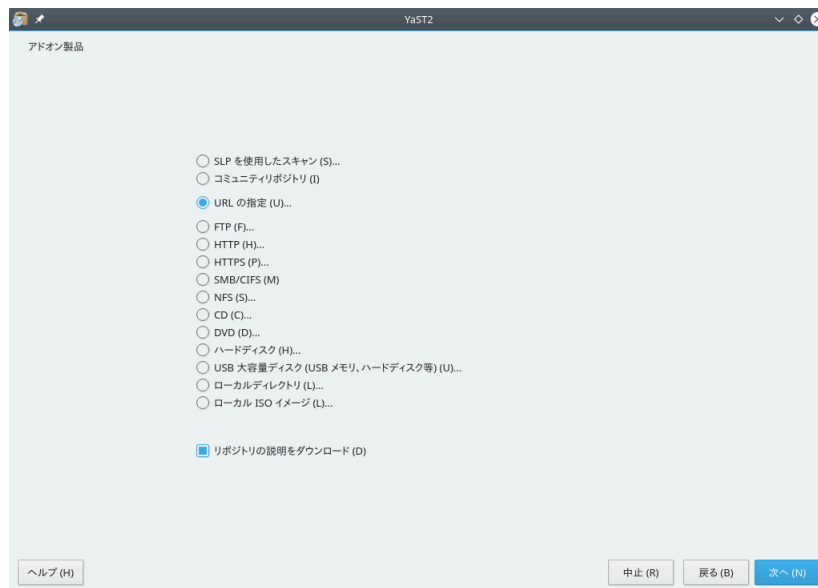 YaST2
アドオン製品
SLP を使用したスキャン (S)...
コミュニティリポジトリ (I)
URL の指定 (U)...
FTP (F)...
HTTP (H)...
HTTPS (P)...
SMB/CIFS (M)
NFS (S)...
CD (C)...
DVD (D)...
ハードディスク (H)...
USB 大容量ディスク (USB メモリ、ハードディスク等) (U)...
ローカルディレクトリ (L)...
ローカル ISO イメージ (L)...
リポジトリの説明をダウンロード (D)
ヘルプ (H) 中止 (R) 戻る (B) 次へ (N)